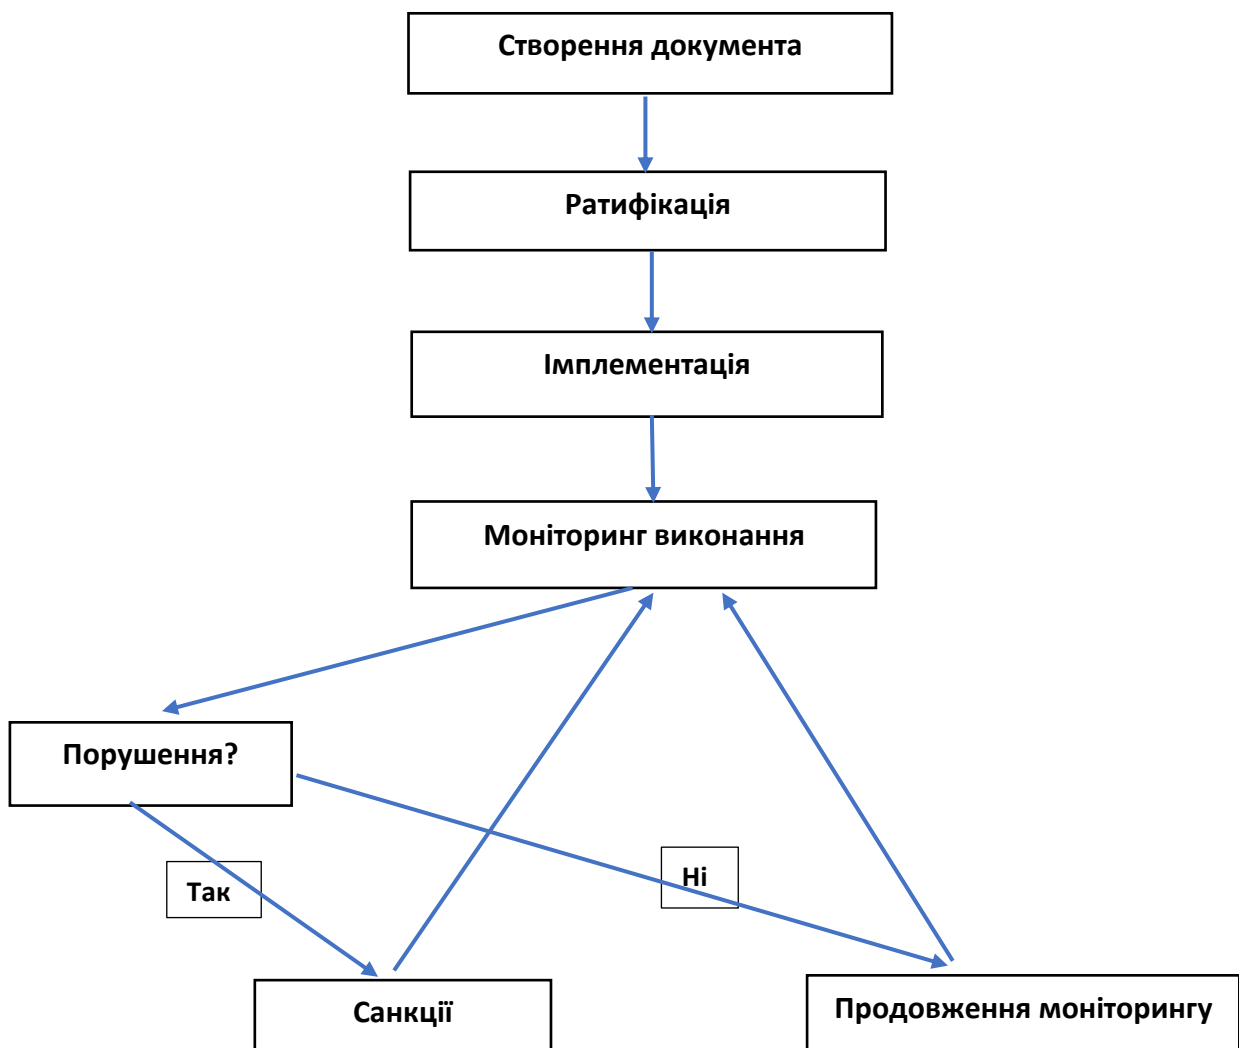 Створення документа
Ратифікація
Імплементація
Моніторинг виконання
Порушення?
Так
Ні
Санкції
Продовження моніторингу